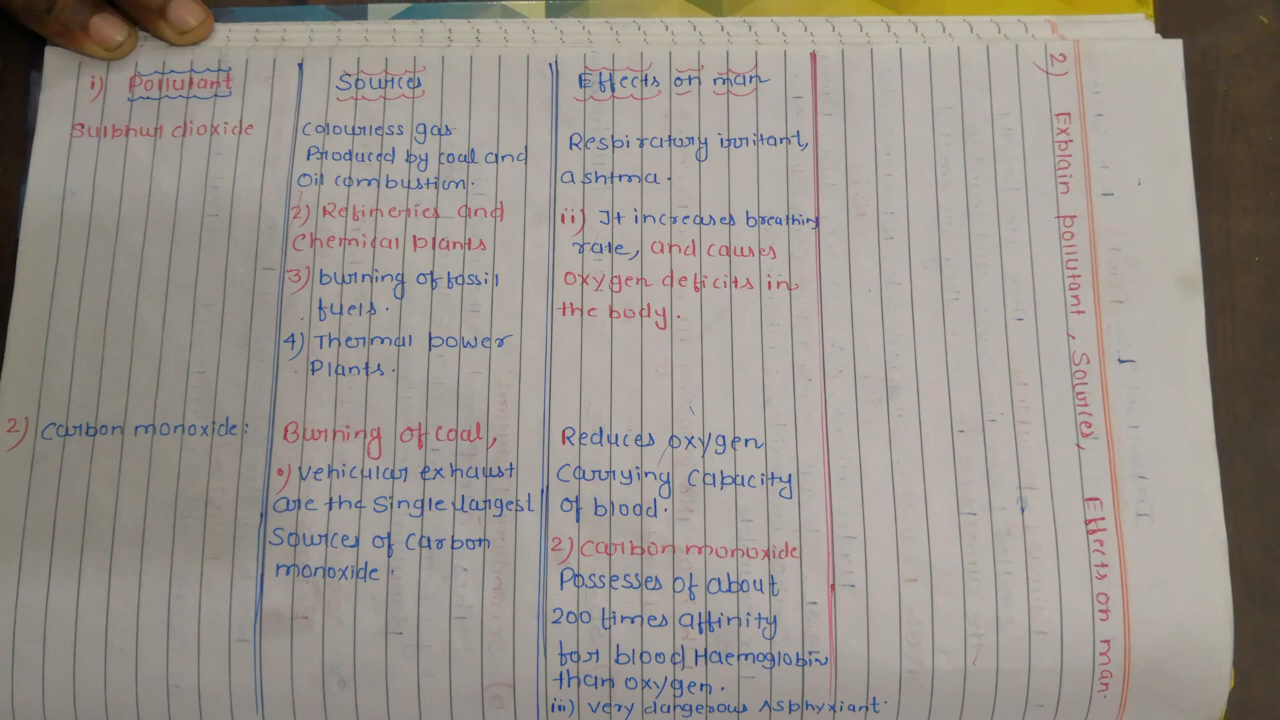 2) Explain pollutant, Sources, Effects on man.
i) Pollutant
Sources
Effects on man
Sulphur dioxide
colourless gas
Produced by coal and
Oil combustion.
2) Refineries and
Chemical plants
3) burning of fossil
fuels.
4) Thermal power
Plants.
Respiratory irritant,
ashtma.
ii) It increases breathing
rate, and causes
oxygen deficits in
the body.
2) carbon monoxide:
Burning of coal,
vehicular exhaust
are the Single largest
Sources of carbon
monoxide.
Reduces oxygen
Carrying capacity
of blood.
2) carbon monoxide
Possesses of about
200 times affinity
for blood Haemoglobin
than oxygen.
iii) very dangerous Asphyxiant.